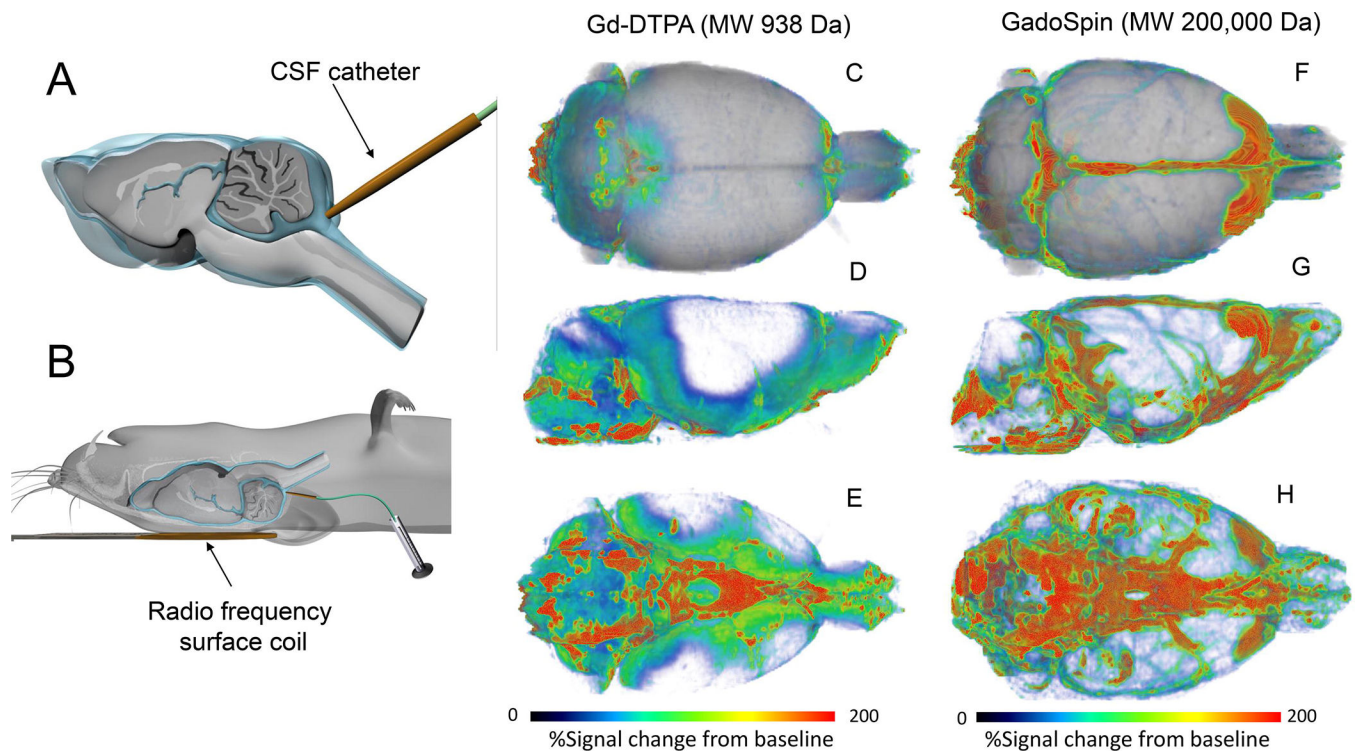 A
CSF catheter
B
Radio frequency
surface coil
Gd-DTPA (MW 938 Da)
C
D
E
0
200
%Signal change from baseline
GadoSpin (MW 200,000 Da)
F
G
H
0
200
%Signal change from baseline